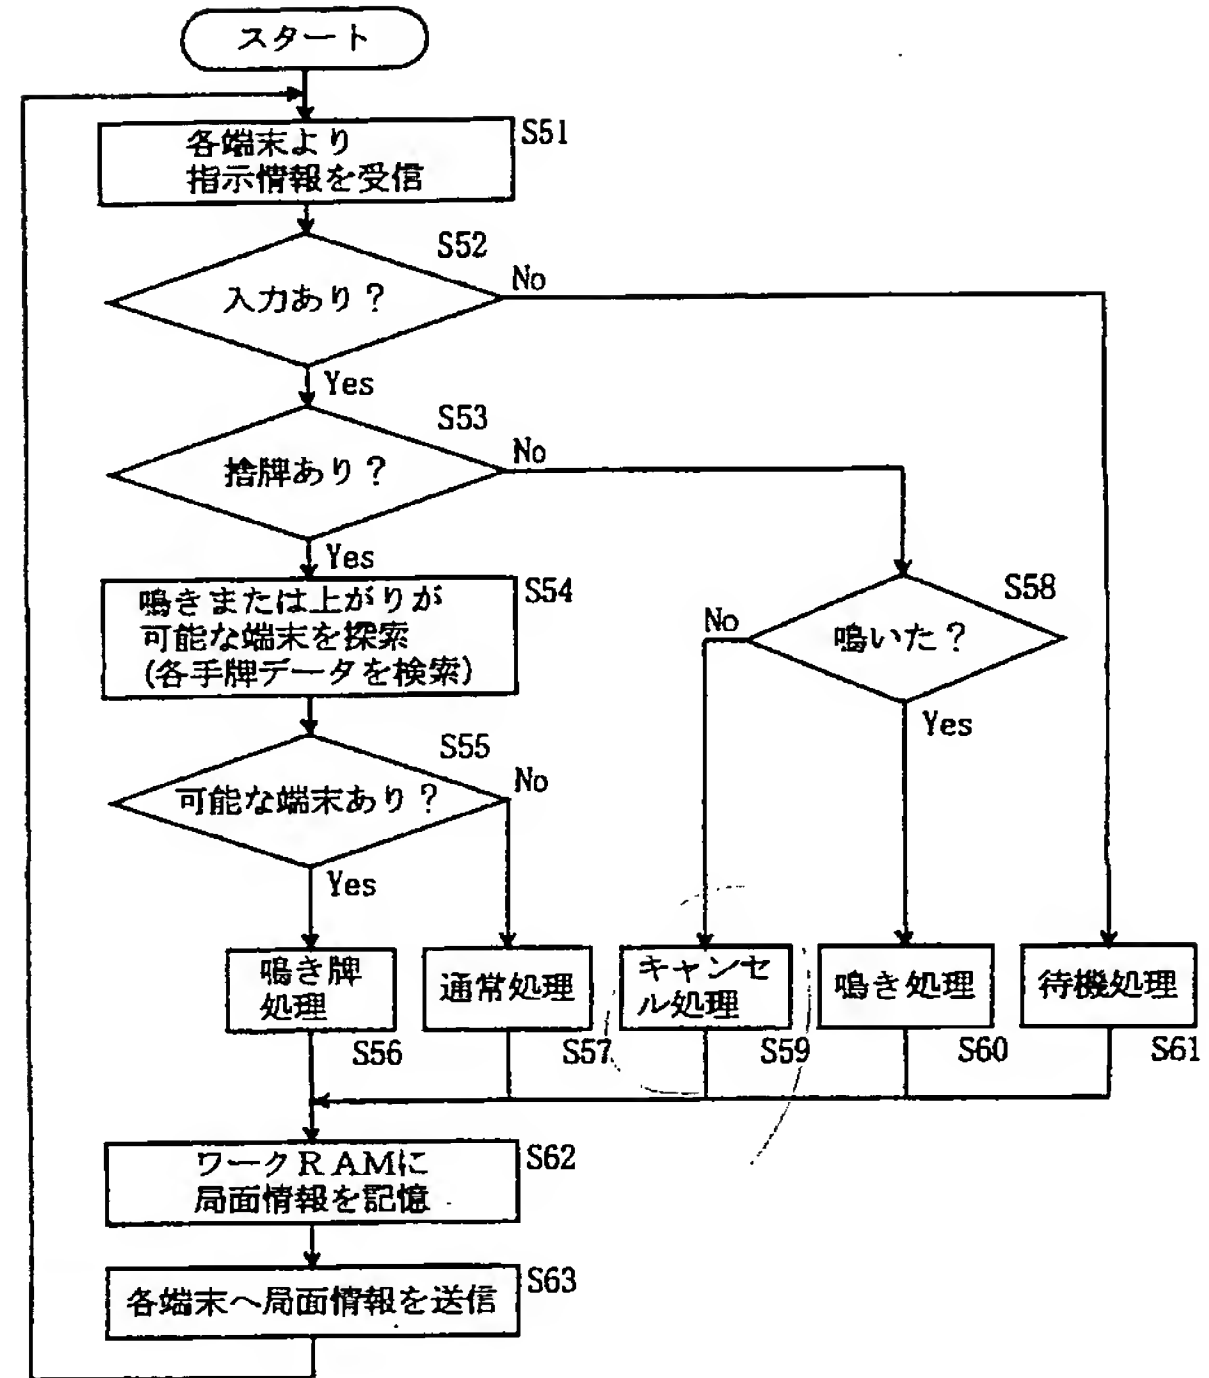 スタート
各端末より
指示情報を受信
S51
S52
入力あり?
No
Yes
S53
捨牌あり?
No
Yes
鳴きまたは上がりが
可能な端末を探索
(各手牌データを検索)
S54
S58
鳴いた?
No
Yes
S55
可能な端末あり?
No
Yes
鳴き牌
処理
S56
通常処理
S57
キャンセ
ル処理
S59
鳴き処理
S60
待機処理
S61
ワークRAMに
局面情報を記憶
S62
各端末へ局面情報を送信
S63